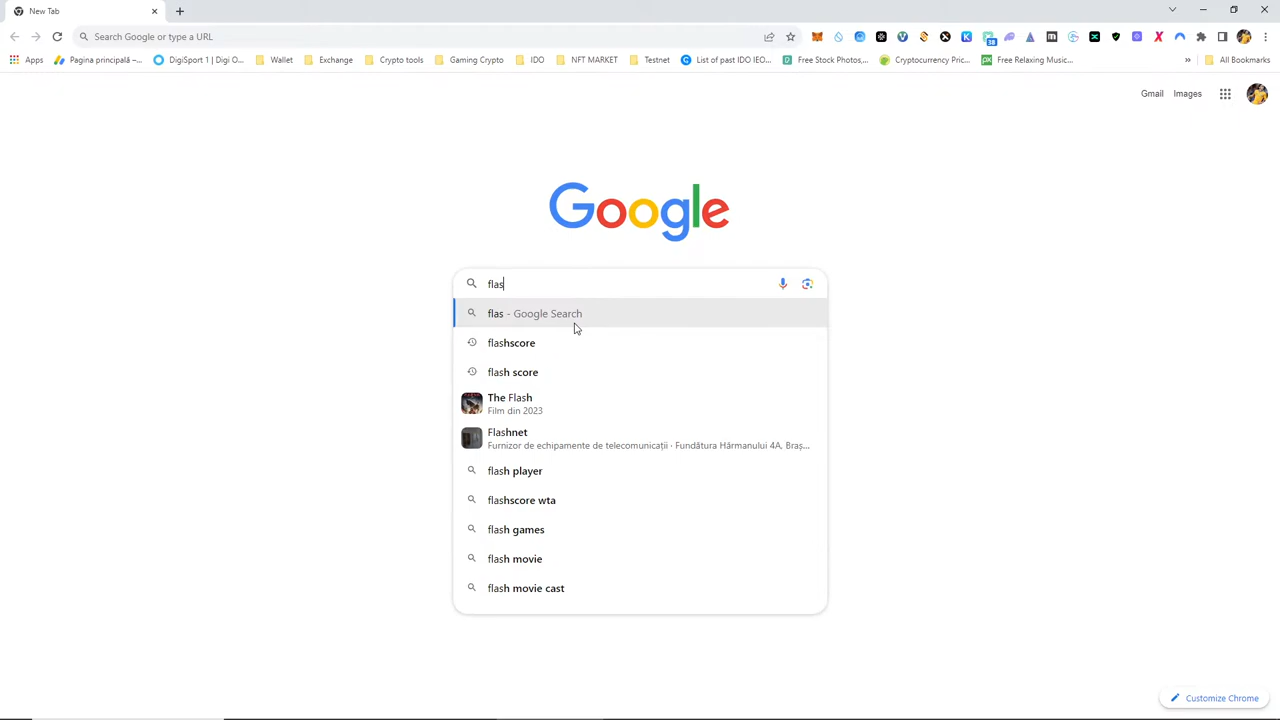 New Tab
Search Google or type a URL
38
Apps
Pagina principală –...
DigiSport 1 | Digi O...
Wallet
Exchange
Crypto tools
Gaming Crypto
IDO
NFT MARKET
Testnet
List of past IDO IEO...
Free Stock Photos,...
Cryptocurrency Pric...
Free Relaxing Music...
»
All Bookmarks
Gmail
Images
Google
flas
flas - Google Search
flashscore
flash score
The Flash
Film din 2023
Flashnet
Furnizor de echipamente de telecomunicații · Fundătura Hărmanului 4A, Braș...
flash player
flashscore wta
flash games
flash movie
flash movie cast
Customize Chrome